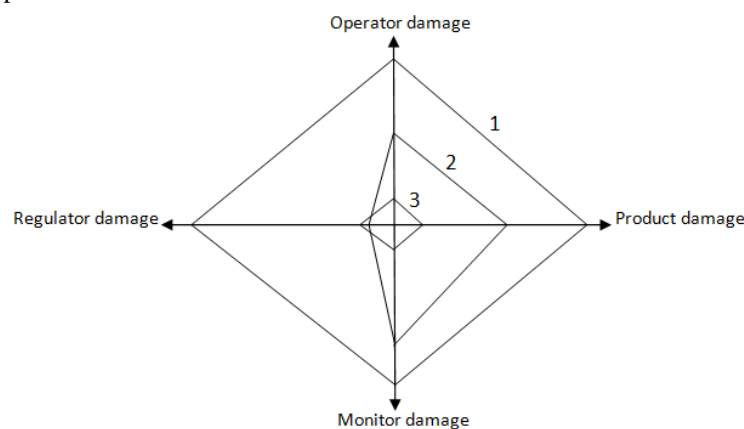 Operator damage
1
2
3
Regulator damage
Product damage
Monitor damage